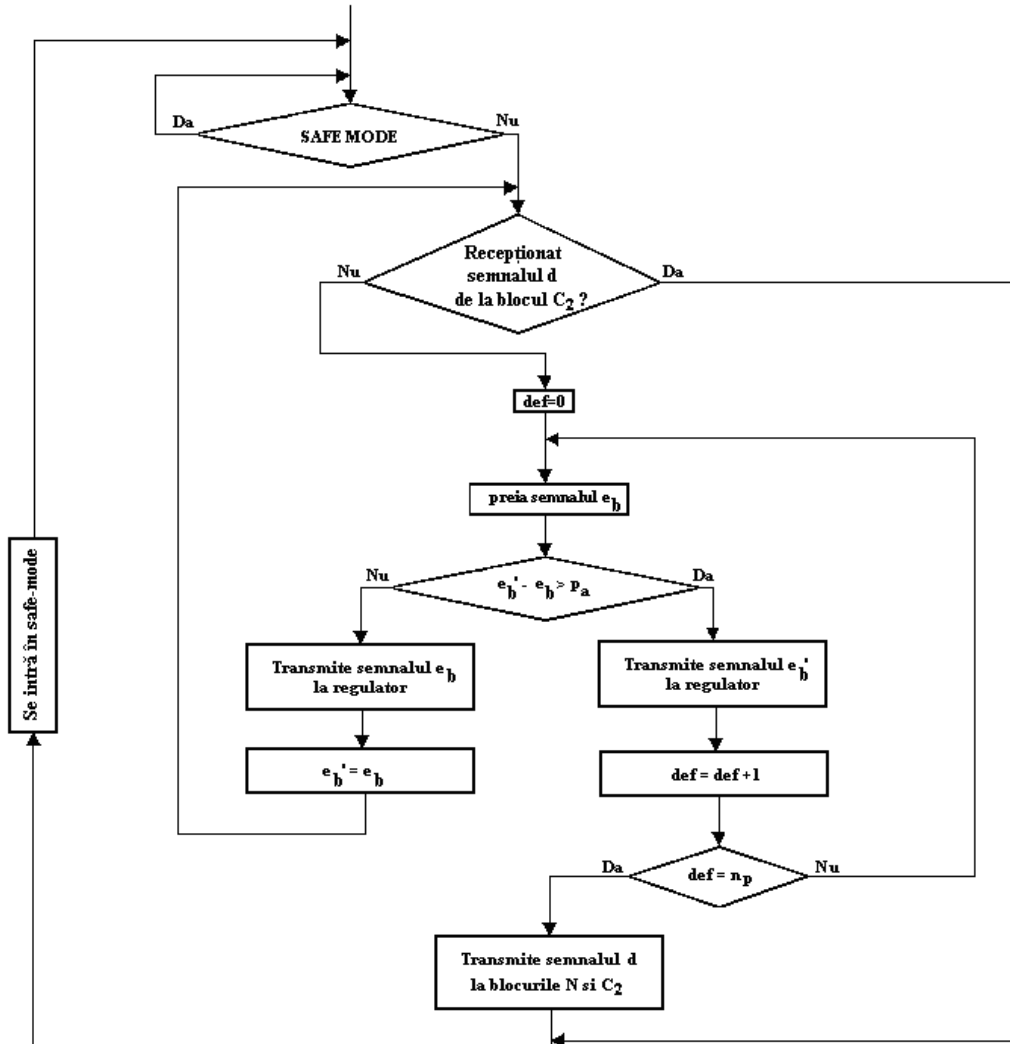 Da
SAFE MODE
Nu
Recepționat
semnalul d
de la blocul C2 ?
Nu
Da
def=0
preia semnalul eb
Nu
eb' - eb > pa
Da
Transmite semnalul eb
la regulator
Transmite semnalul eb'
la regulator
eb' = eb
def = def +1
Da
def = np
Nu
Transmite semnalul d
la blocurile N si C2
Se intră în safe-mode